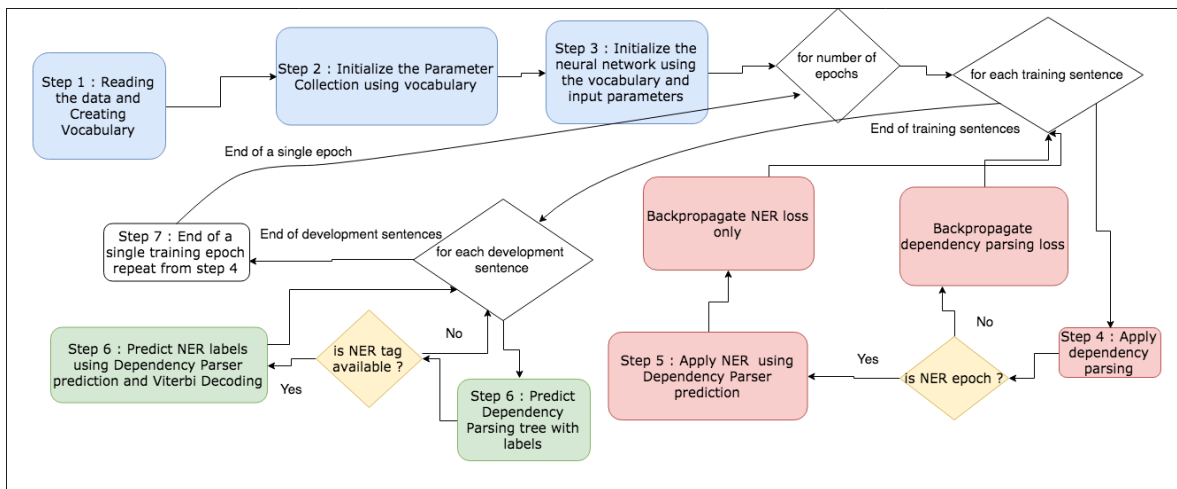 Step 1 : Reading
the data and
Creating
Vocabulary
Step 2 : Initialize the Parameter
Collection using vocabulary
Step 3 : Initialize the
neural network using
the vocabulary and
input parameters
for number of
epochs
for each training sentence
End of training sentences
End of a single epoch
Backpropagate NER loss
only
Backpropagate
dependency parsing loss
Step 7 : End of a
single training epoch
repeat from step 4
End of development sentences
for each development
sentence
No
Step 6 : Predict NER labels
using Dependency Parser
prediction and Viterbi Decoding
Yes
is NER tag
available ?
Step 6 : Predict
Dependency
Parsing tree with
labels
Step 5 : Apply NER  using
Dependency Parser
prediction
Yes
No
is NER epoch ?
Step 4 : Apply
dependency
parsing